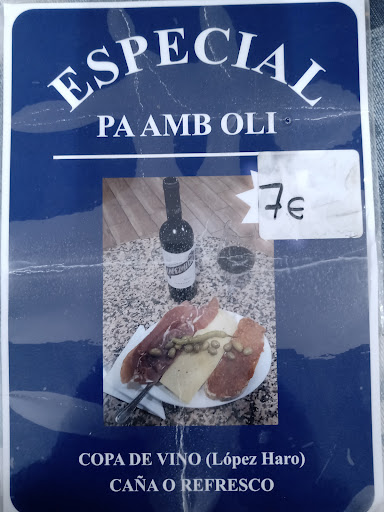 ESPECIAL
PA AMB OLI
7€
COPA DE VINO (López Haro)
CAÑA O REFRESCO